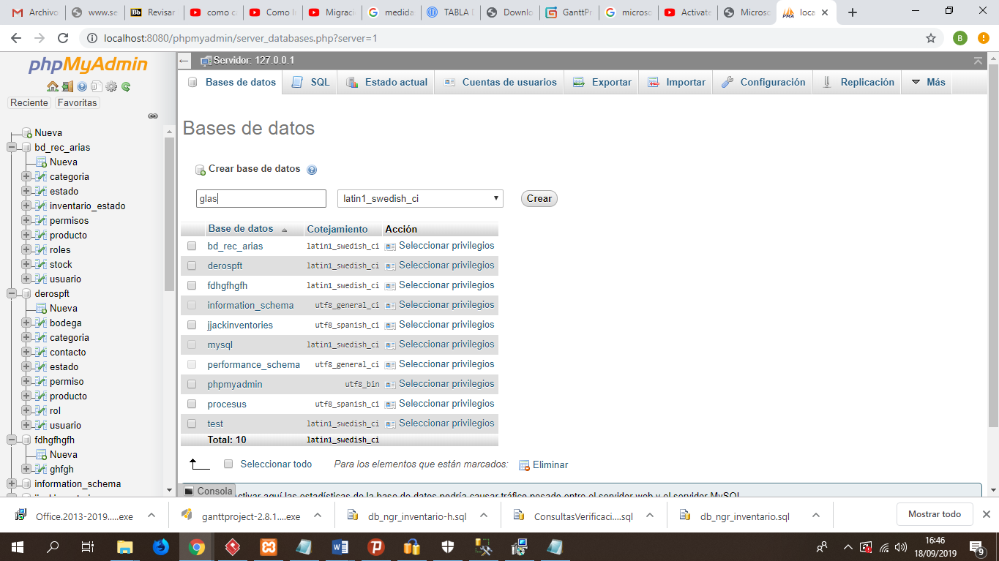 Archivo
www.se
Bb
Revisar
como c
Como I
Migraci
medida
TABLA D
Downlo
GanttPr
microso
Activate
Microso
PMA
loca
localhost:8080/phpmyadmin/server_databases.php?server=1
B
phpMyAdmin
Reciente
Favoritas
Nueva
bd_rec_arias
Nueva
categoria
estado
inventario_estado
permisos
producto
roles
stock
usuario
derospft
Nueva
bodega
categoria
contacto
estado
permiso
producto
rol
usuario
fdhgfhgfh
Nueva
ghfgh
information_schema
Servidor: 127.0.0.1
Bases de datos
SQL
Estado actual
Cuentas de usuarios
Exportar
Importar
Configuración
Replicación
Más
Bases de datos
Crear base de datos
glas
latin1_swedish_ci
Crear
Base de datos Cotejamiento Acción
bd_rec_arias latin1_swedish_ci Seleccionar privilegios
derospft latin1_swedish_ci Seleccionar privilegios
fdhgfhgfh latin1_swedish_ci Seleccionar privilegios
information_schema utf8_general_ci Seleccionar privilegios
jjackinventories utf8_spanish_ci Seleccionar privilegios
mysql latin1_swedish_ci Seleccionar privilegios
performance_schema utf8_general_ci Seleccionar privilegios
phpmyadmin utf8_bin Seleccionar privilegios
procesus utf8_spanish_ci Seleccionar privilegios
test latin1_swedish_ci Seleccionar privilegios
Total: 10 latin1_swedish_ci
Seleccionar todo
Para los elementos que están marcados:
Eliminar
Consola
ctivar aquí las estadísticas de la base de datos podría causar tráfico pesado entre el servidor web y el servidor MySQL
Office.2013-2019.....exe
ganttproject-2.8.1....exe
db_ngr_inventario-h.sql
ConsultasVerificaci....sql
db_ngr_inventario.sql
Mostrar todo
16:46
18/09/2019
9